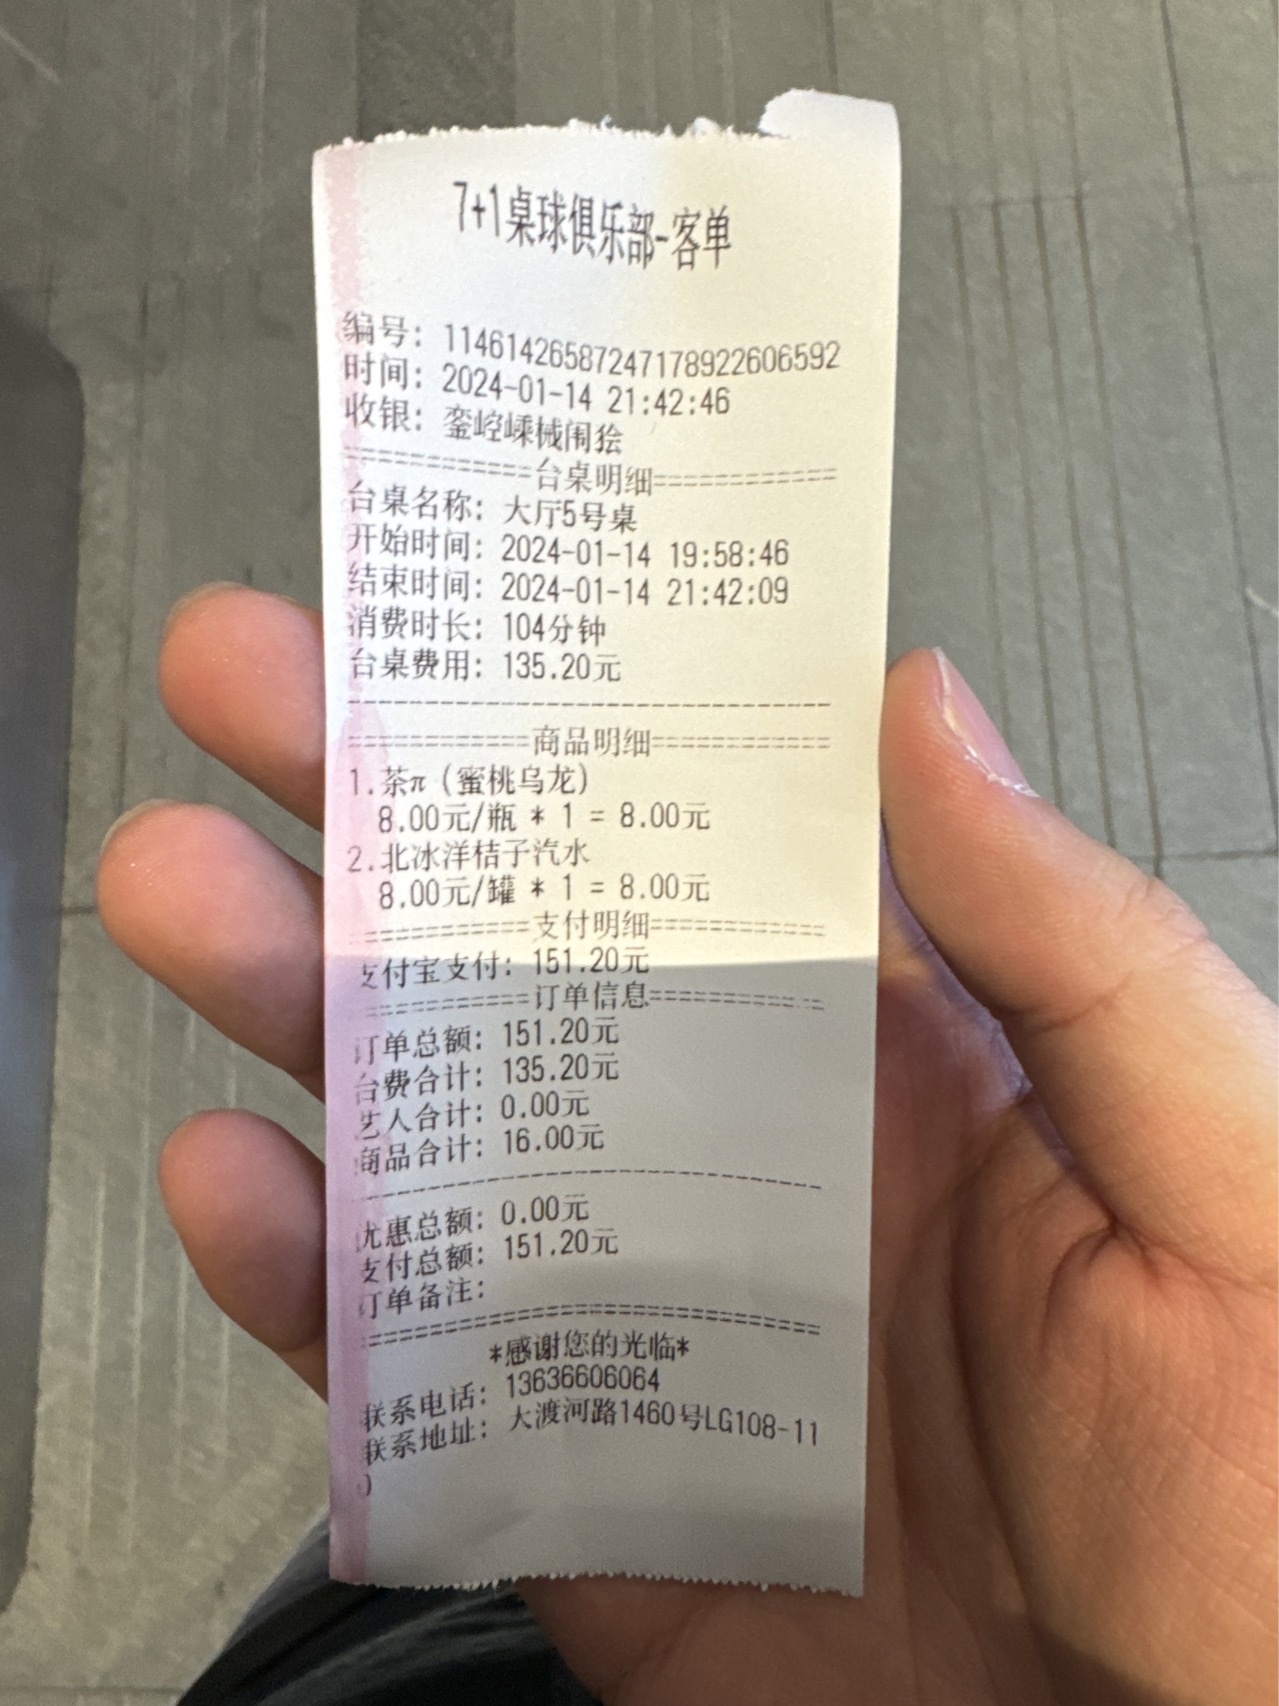 7+1桌球俱乐部-客单
编号: 11461426587247178922606592
时间: 2024-01-14 21:42:46
收银: 銮崆嵊械闱狯
============台桌明细============
台桌名称: 大厅5号桌
开始时间: 2024-01-14 19:58:46
结束时间: 2024-01-14 21:42:09
消费时长: 104分钟
台桌费用: 135.20元
--------------------------------
============商品明细============
1.茶π(蜜桃乌龙)
8.00元/瓶 * 1 = 8.00元
2.北冰洋桔子汽水
8.00元/罐 * 1 = 8.00元
============支付明细============
支付宝支付: 151.20元
============订单信息============
订单总额: 151.20元
台费合计: 135.20元
艺人合计: 0.00元
商品合计: 16.00元
--------------------------------
优惠总额: 0.00元
支付总额: 151.20元
订单备注:
================================
*感谢您的光临*
联系电话: 13636606064
联系地址: 大渡河路1460号LG108-11
)